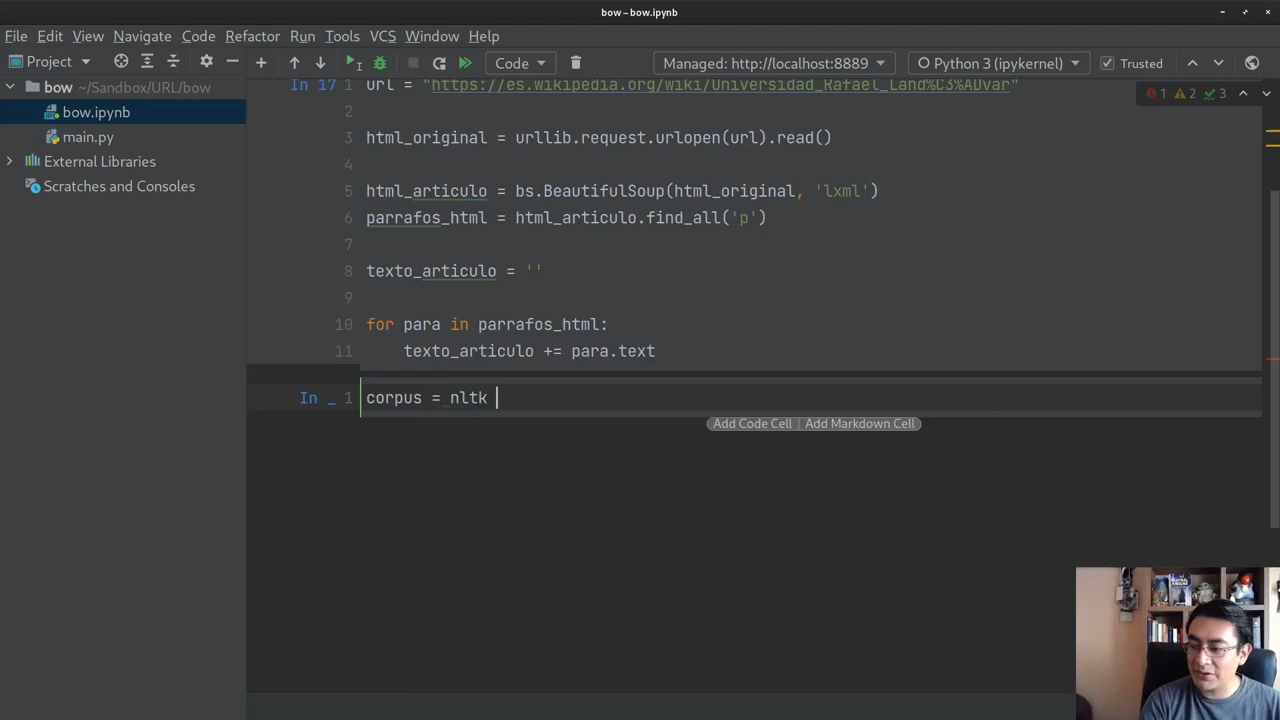 bow – bow.ipynb
File Edit View Navigate Code Refactor Run Tools VCS Window Help
Project Code Managed: http://localhost:8889 Python 3 (ipykernel) Trusted
bow ~/Sandbox/URL/bow
bow.ipynb
main.py
External Libraries
Scratches and Consoles
1 2 3
In 17 1 url = "https://es.wikipedia.org/wiki/Universidad_Rafael_Land%C3%ADvar"
2
3 html_original = urllib.request.urlopen(url).read()
4
5 html_articulo = bs.BeautifulSoup(html_original, 'lxml')
6 parrafos_html = html_articulo.find_all('p')
7
8 texto_articulo = ''
9
10 for para in parrafos_html:
11 texto_articulo += para.text
In _ 1 corpus = nltk
Add Code Cell | Add Markdown Cell